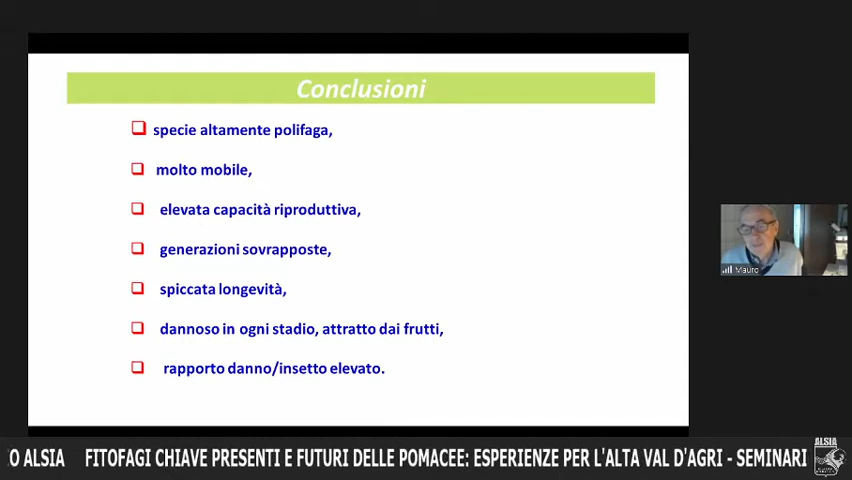 Conclusioni
specie altamente polifaga,
molto mobile,
elevata capacità riproduttiva,
generazioni sovrapposte,
spiccata longevità,
dannoso in ogni stadio, attratto dai frutti,
rapporto danno/insetto elevato.
Mauro
O ALSIA FITOFAGI CHIAVE PRESENTI E FUTURI DELLE POMACEE: ESPERIENZE PER L'ALTA VAL D'AGRI - SEMINARI
ALSIA